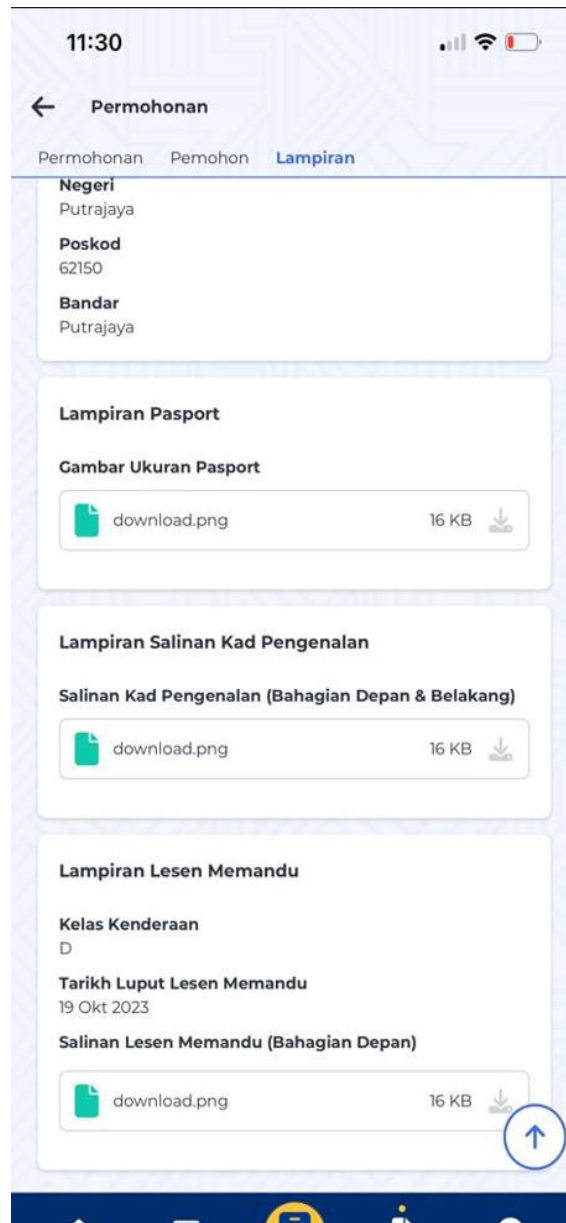 11:30
Permohonan
Permohonan Pemohon Lampiran
Negeri
Putrajaya
Poskod
62150
Bandar
Putrajaya
Lampiran Pasport
Gambar Ukuran Pasport
download.png 16 KB
Lampiran Salinan Kad Pengenalan
Salinan Kad Pengenalan (Bahagian Depan & Belakang)
download.png 16 KB
Lampiran Lesen Memandu
Kelas Kenderaan
D
Tarikh Luput Lesen Memandu
19 Okt 2023
Salinan Lesen Memandu (Bahagian Depan)
download.png 16 KB